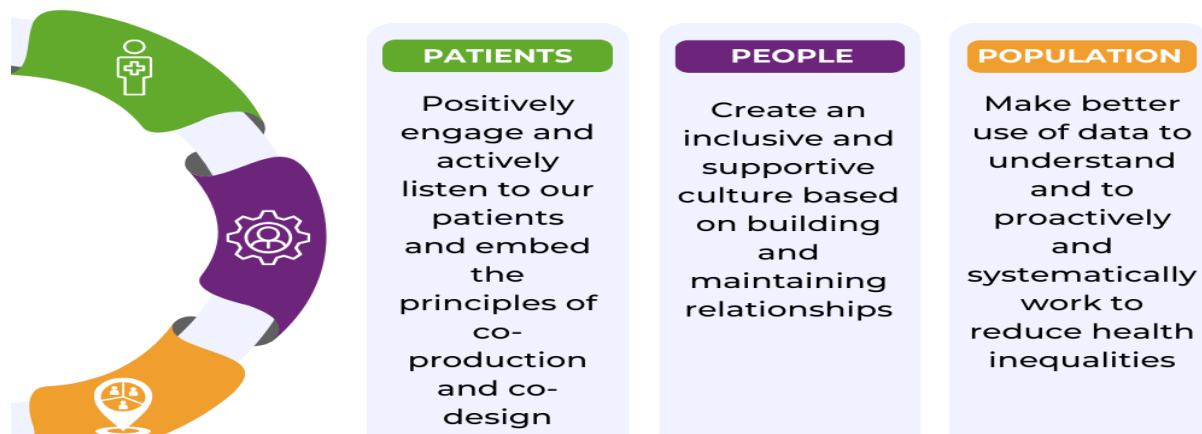 PATIENTS
Positively
engage and
actively
listen to our
patients
and embed
the
principles of
co-
production
and co-
design
PEOPLE
Create an
inclusive and
supportive
culture based
on building
and
maintaining
relationships
POPULATION
Make better
use of data to
understand
and to
proactively
and
systematically
work to
reduce health
inequalities